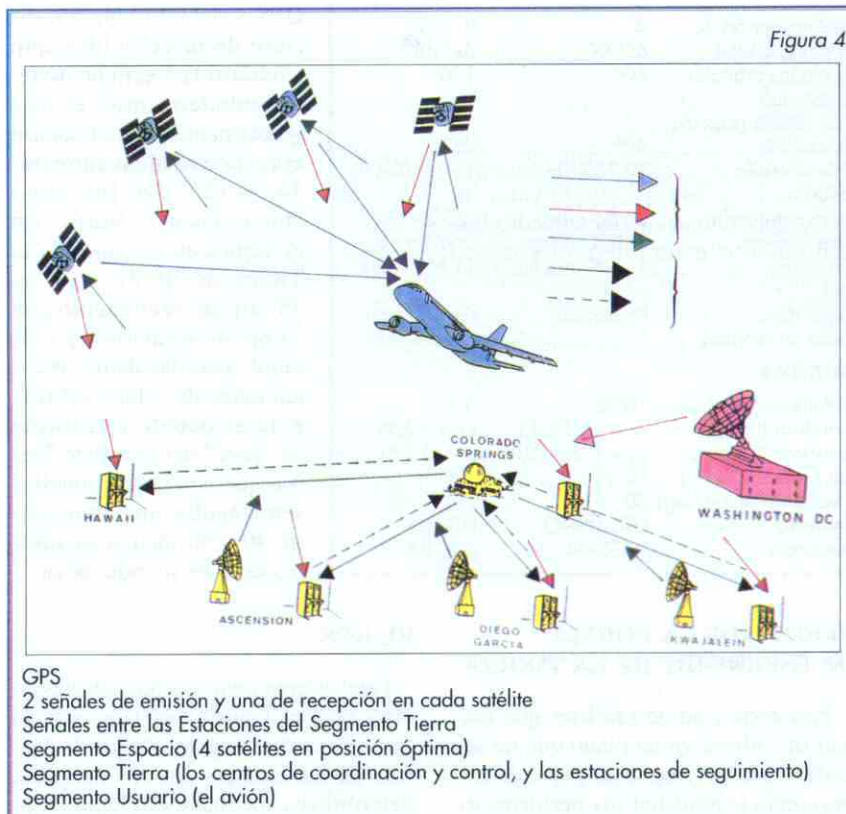 Figura 4
COLORADO
SPRINGS
HAWAII
WASHINGTON DC
ASCENSION
DIEGO
GARCIA
KWAJALEIN
GPS
2 señales de emisión y una de recepción en cada satélite
Señales entre las Estaciones del Segmento Tierra
Segmento Espacio (4 satélites en posición óptima)
Segmento Tierra (los centros de coordinación y control, y las estaciones de seguimiento)
Segmento Usuario (el avión)